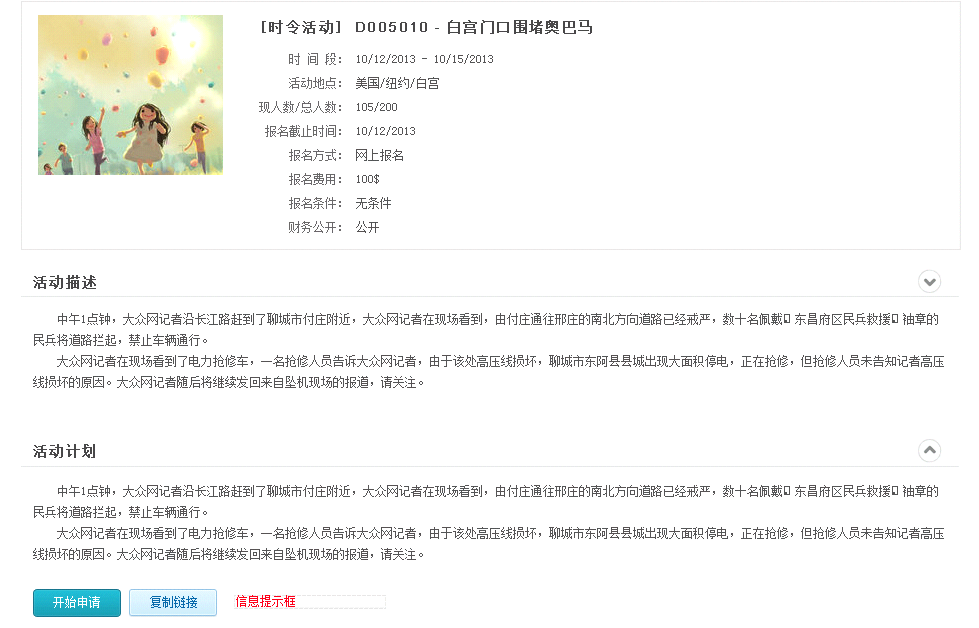 [时令活动] D005010 - 白宫门口围堵奥巴马
时 间 段： 10/12/2013 - 10/15/2013
活动地点： 美国/纽约/白宫
现人数/总人数： 105/200
报名截止时间： 10/12/2013
报名方式： 网上报名
报名费用： 100$
报名条件： 无条件
财务公开： 公开
活动描述
中午1点钟，大众网记者沿长江路赶到了聊城市付庄附近，大众网记者在现场看到，由付庄通往邢庄的南北方向道路已经戒严，数十名佩戴 东昌府区民兵救援 袖章的
民兵将道路拦起，禁止车辆通行。
大众网记者在现场看到了电力抢修车，一名抢修人员告诉大众网记者，由于该处高压线损坏，聊城市东阿县县城出现大面积停电，正在抢修，但抢修人员未告知记者高压
线损坏的原因。大众网记者随后将继续发回来自坠机现场的报道，请关注。
活动计划
中午1点钟，大众网记者沿长江路赶到了聊城市付庄附近，大众网记者在现场看到，由付庄通往邢庄的南北方向道路已经戒严，数十名佩戴 东昌府区民兵救援 袖章的
民兵将道路拦起，禁止车辆通行。
大众网记者在现场看到了电力抢修车，一名抢修人员告诉大众网记者，由于该处高压线损坏，聊城市东阿县县城出现大面积停电，正在抢修，但抢修人员未告知记者高压
线损坏的原因。大众网记者随后将继续发回来自坠机现场的报道，请关注。
开始申请 复制链接 信息提示框